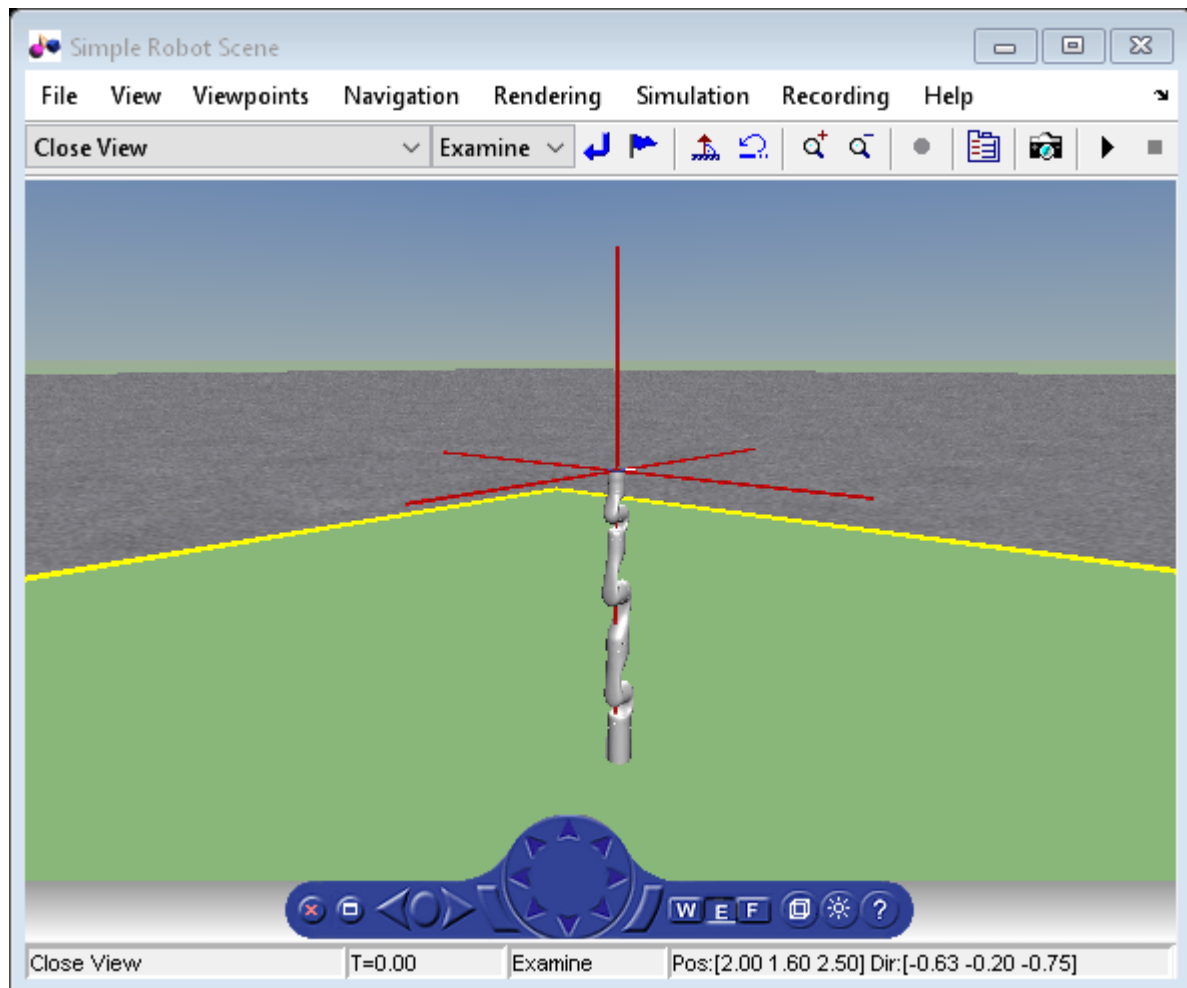 Simple Robot Scene
File View Viewpoints Navigation Rendering Simulation Recording Help
Close View Examine
W E F ?
Close View T=0.00 Examine Pos:[2.00 1.60 2.50] Dir:[-0.63 -0.20 -0.75]